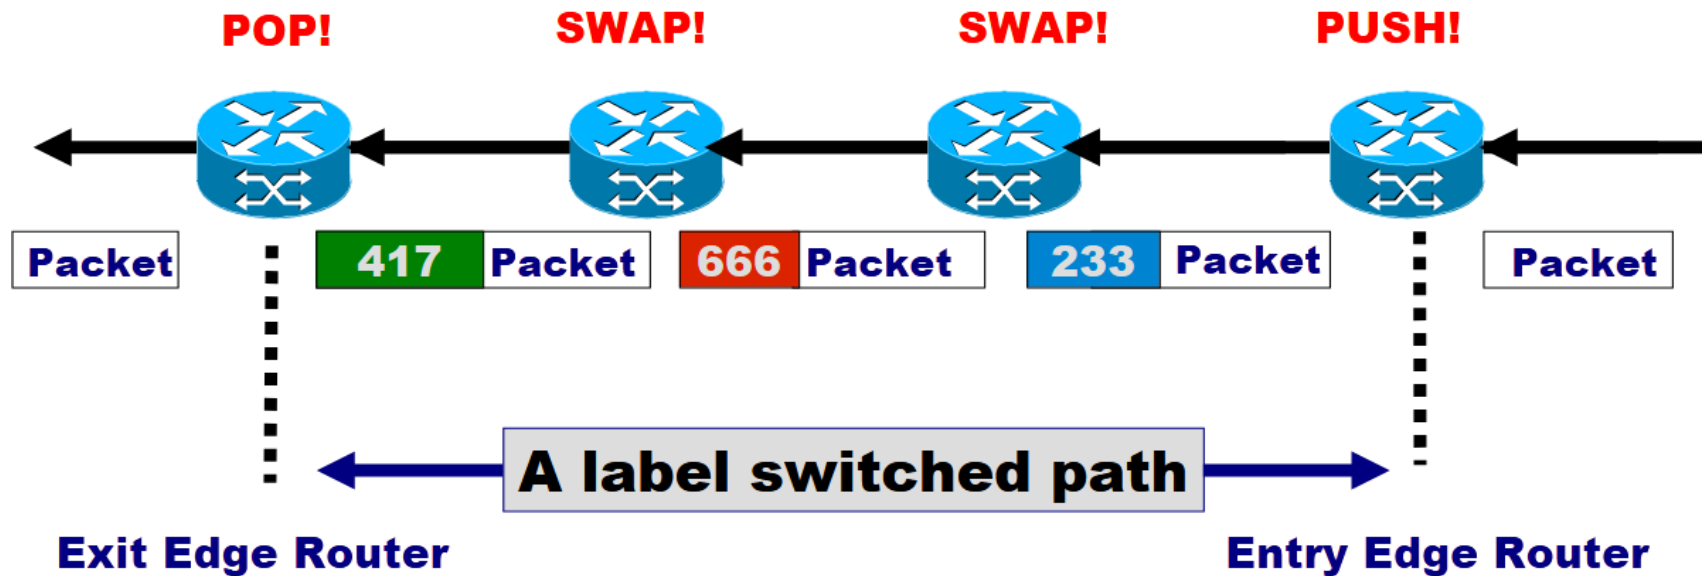 POP! SWAP! SWAP! PUSH!
Packet 417 Packet 666 Packet 233 Packet Packet
A label switched path
Exit Edge Router Entry Edge Router